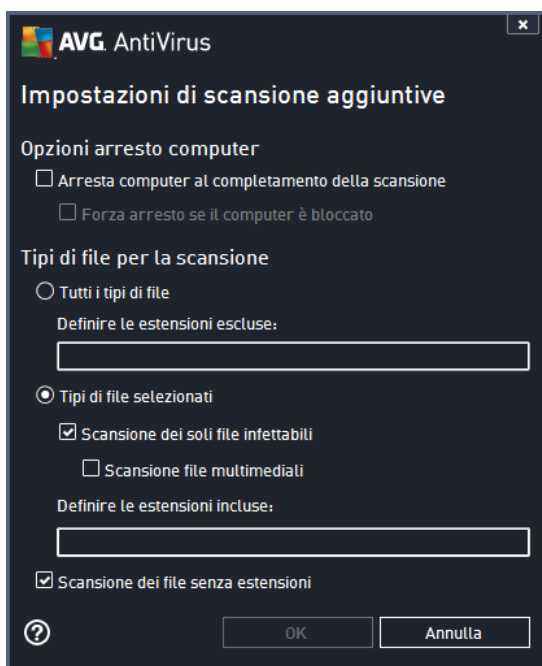 AVG. AntiVirus
Impostazioni di scansione aggiuntive
Opzioni arresto computer
Arresta computer al completamento della scansione
Forza arresto se il computer è bloccato
Tipi di file per la scansione
Tutti i tipi di file
Definire le estensioni escluse:
Tipi di file selezionati
Scansione dei soli file infettabili
Scansione file multimediali
Definire le estensioni incluse:
Scansione dei file senza estensioni
OK
Annulla